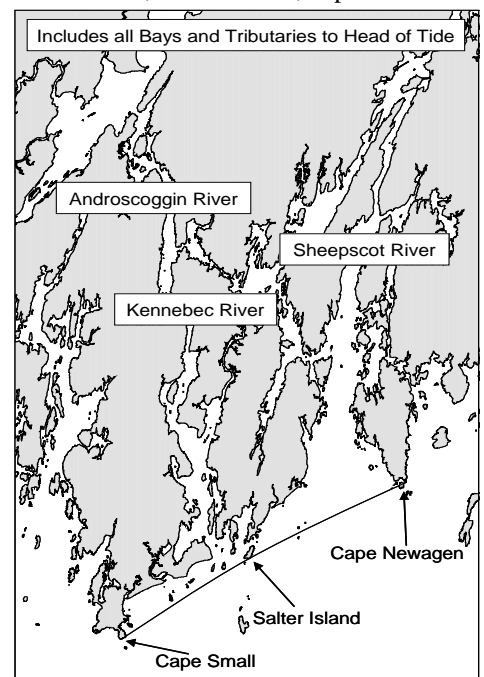 Includes all Bays and Tributaries to Head of Tide
Androscoggin River
Sheepscot River
Kennebec River
Cape Newagen
Salter Island
Cape Small